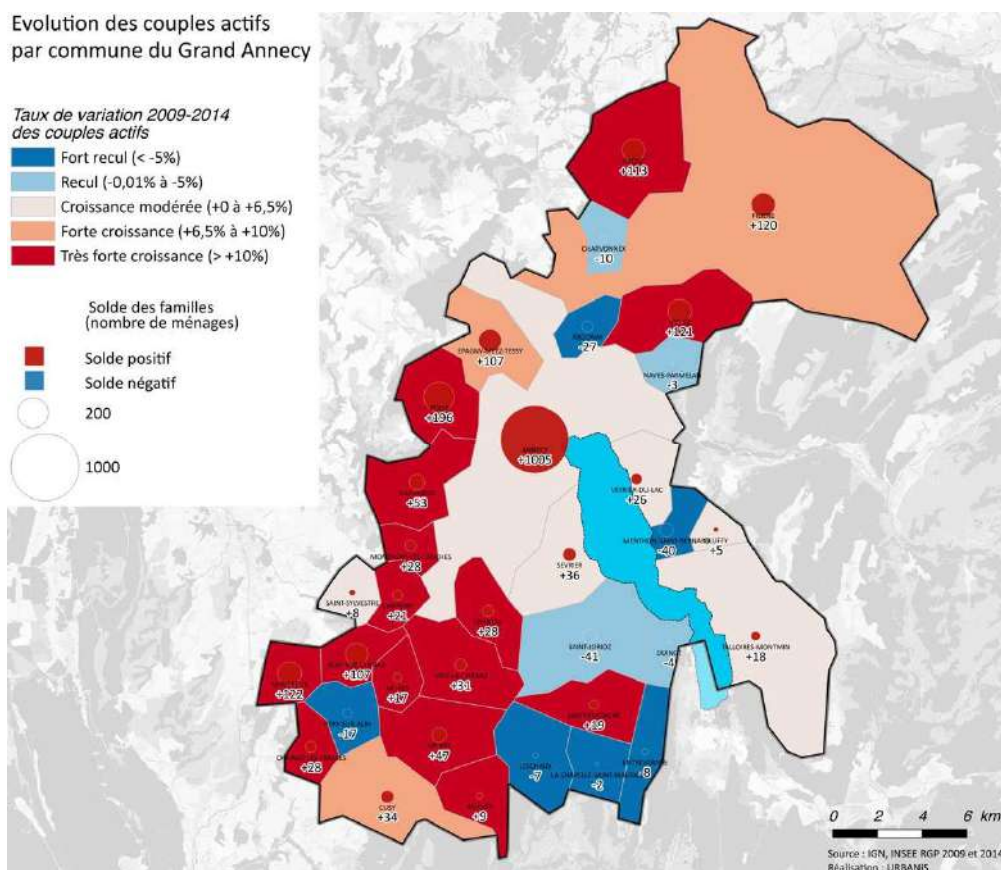 Evolution des couples actifs
par commune du Grand Annecy
Taux de variation 2009-2014
des couples actifs
Fort recul (< -5%)
Recul (-0,01% à -5%)
Croissance modérée (+0 à +6,5%)
Forte croissance (+6,5% à +10%)
Très forte croissance (> +10%)
Solde des familles
(nombre de ménages)
Solde positif
Solde négatif
200
1000
+113
+120
CHARVONNEX
-10
+121
-27
EPAGNY-METZ-TESSY
+107
NAVES-PARMELAN
-3
+196
ANNECY
+1095
+53
VEYRIER-DU-LAC
+26
MENTHON-SAINT-BERNARD
-40
+5
+28
SEVRIER
+36
SAINT-SYLVESTRE
+8
+21
+28
SAINT-JORIOZ
-41
DUINGT
-4
TALLOIRES-MONTMIN
+18
+122
+107
+17
+31
-17
+19
+28
+47
-7
LA CHAPELLE-SAINT-MAURICE
-2
-8
CUSY
+34
+9
0 2 4 6 km
Source : IGN, INSEE RGP 2009 et 2014
Réalisation : URBANIS